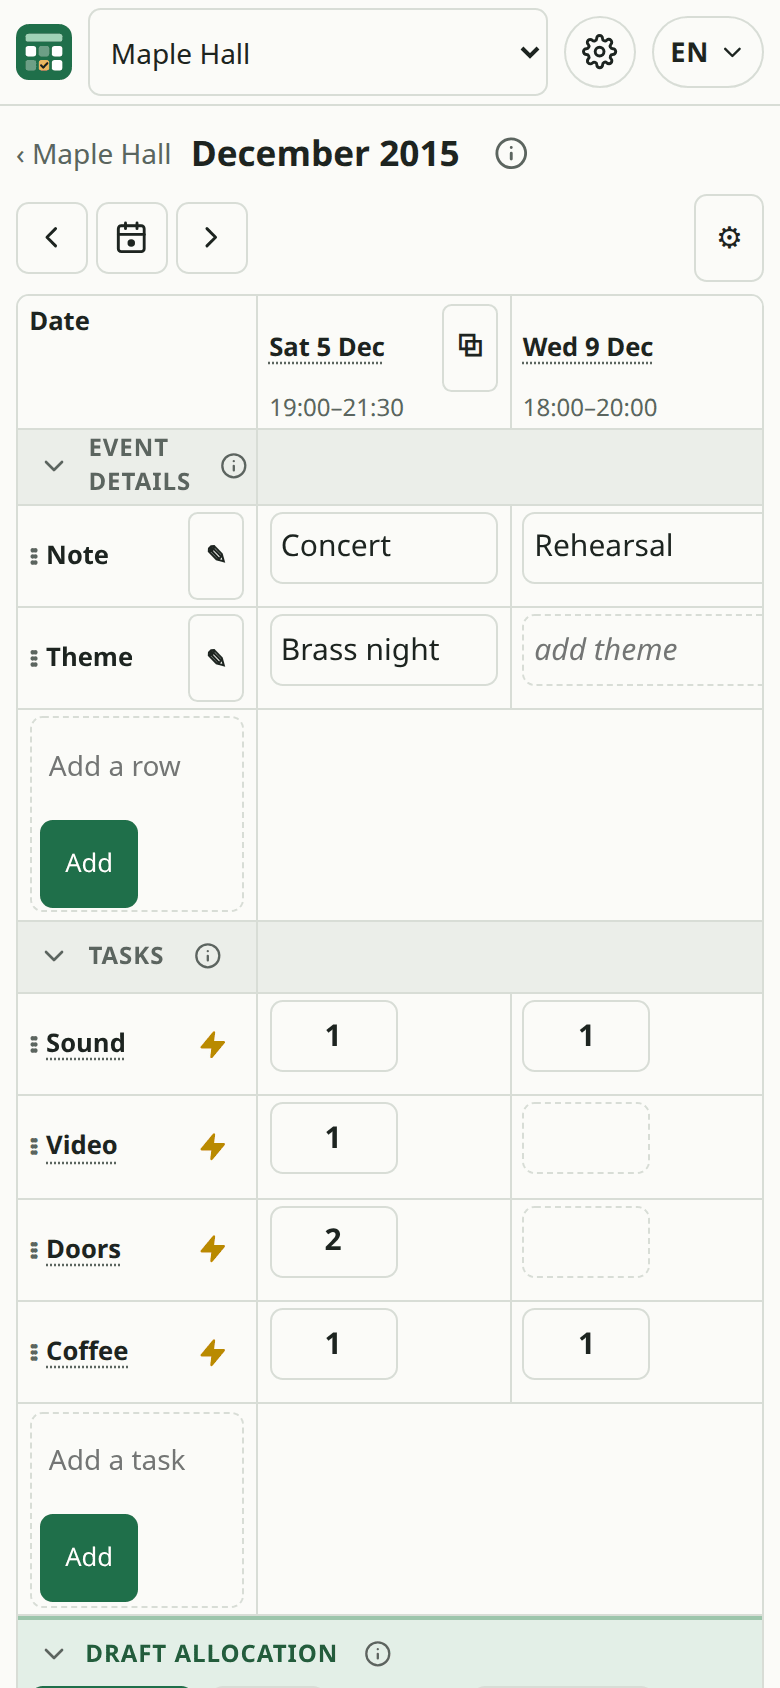 Maple Hall
EN
‹ Maple Hall December 2015
Date
Sat 5 Dec
Wed 9 Dec
19:00–21:30
18:00–20:00
EVENT
DETAILS
Note
Concert
Rehearsal
Theme
Brass night
add theme
Add a row
Add
TASKS
Sound
1
1
Video
1
Doors
2
Coffee
1
1
Add a task
Add
DRAFT ALLOCATION